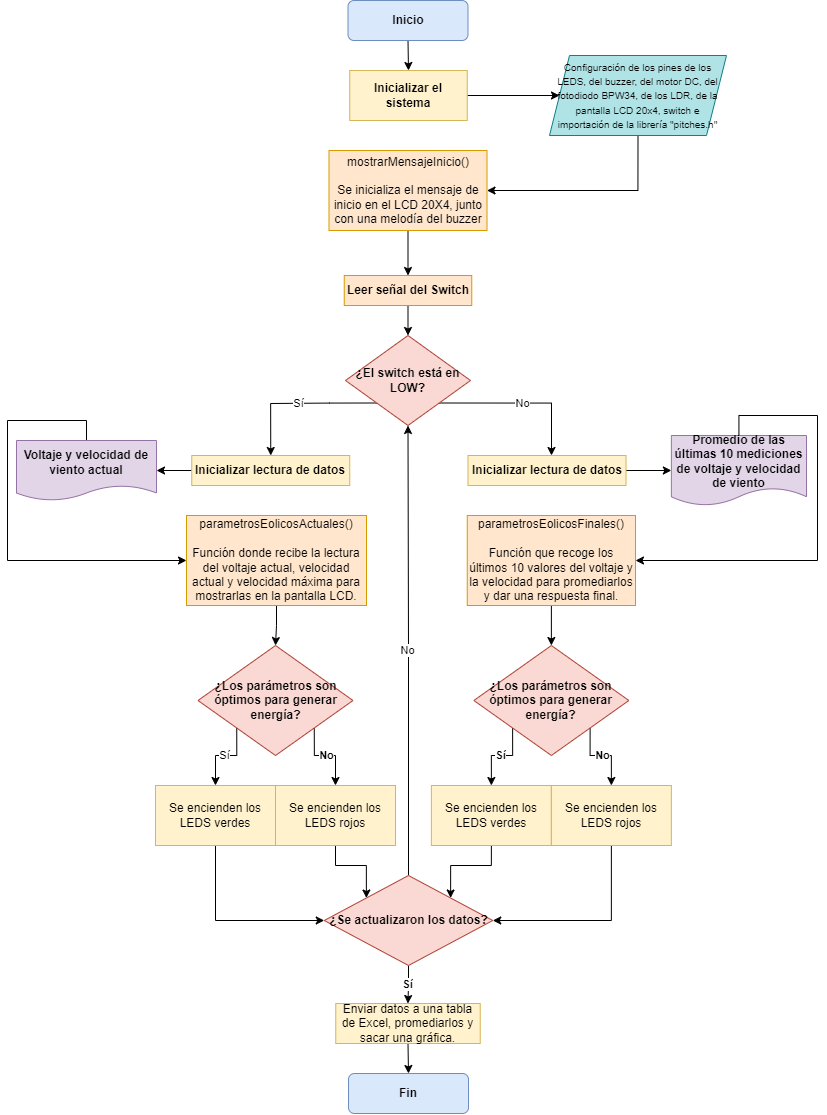 Inicio
Inicializar el
sistema
Configuración de los pines de los
LEDS, del buzzer, del motor DC, del
fotodiodo BPW34, de los LDR, de la
pantalla LCD 20x4, switch e
importación de la librería "pitches.h"
mostrarMensajeInicio()
Se inicializa el mensaje de
inicio en el LCD 20X4, junto
con una melodía del buzzer
Leer señal del Switch
¿El switch está en
LOW?
Sí
No
Voltaje y velocidad de
viento actual
Inicializar lectura de datos
Inicializar lectura de datos
Promedio de las
últimas 10 mediciones
de voltaje y velocidad
de viento
parametrosEolicosActuales()
Función donde recibe la lectura
del voltaje actual, velocidad
actual y velocidad máxima para
mostrarlas en la pantalla LCD.
parametrosEolicosFinales()
Función que recoge los
últimos 10 valores del voltaje y
la velocidad para promediarlos
y dar una respuesta final.
No
¿Los parámetros son
óptimos para generar
energía?
¿Los parámetros son
óptimos para generar
energía?
Sí
No
Sí
No
Se encienden los
LEDS verdes
Se encienden los
LEDS rojos
Se encienden los
LEDS verdes
Se encienden los
LEDS rojos
¿Se actualizaron los datos?
Sí
Enviar datos a una tabla
de Excel, promediarlos y
sacar una gráfica.
Fin